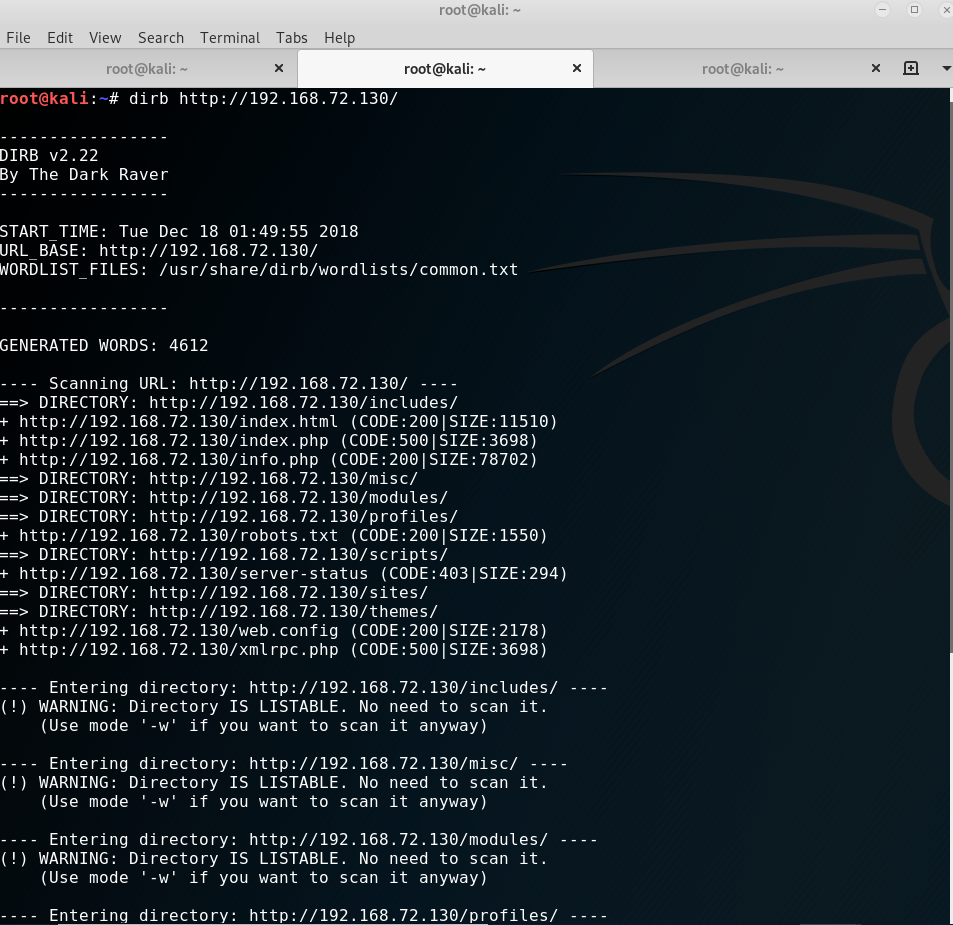 root@kali: ~
File Edit View Search Terminal Tabs Help
root@kali: ~ root@kali: ~ root@kali: ~
root@kali:~# dirb http://192.168.72.130/
-----------------
DIRB v2.22
By The Dark Raver
-----------------
START_TIME: Tue Dec 18 01:49:55 2018
URL_BASE: http://192.168.72.130/
WORDLIST_FILES: /usr/share/dirb/wordlists/common.txt
-----------------
GENERATED WORDS: 4612
---- Scanning URL: http://192.168.72.130/ ----
==> DIRECTORY: http://192.168.72.130/includes/
+ http://192.168.72.130/index.html (CODE:200|SIZE:11510)
+ http://192.168.72.130/index.php (CODE:500|SIZE:3698)
+ http://192.168.72.130/info.php (CODE:200|SIZE:78702)
==> DIRECTORY: http://192.168.72.130/misc/
==> DIRECTORY: http://192.168.72.130/modules/
==> DIRECTORY: http://192.168.72.130/profiles/
+ http://192.168.72.130/robots.txt (CODE:200|SIZE:1550)
==> DIRECTORY: http://192.168.72.130/scripts/
+ http://192.168.72.130/server-status (CODE:403|SIZE:294)
==> DIRECTORY: http://192.168.72.130/sites/
==> DIRECTORY: http://192.168.72.130/themes/
+ http://192.168.72.130/web.config (CODE:200|SIZE:2178)
+ http://192.168.72.130/xmlrpc.php (CODE:500|SIZE:3698)
---- Entering directory: http://192.168.72.130/includes/ ----
(!) WARNING: Directory IS LISTABLE. No need to scan it.
(Use mode '-w' if you want to scan it anyway)
---- Entering directory: http://192.168.72.130/misc/ ----
(!) WARNING: Directory IS LISTABLE. No need to scan it.
(Use mode '-w' if you want to scan it anyway)
---- Entering directory: http://192.168.72.130/modules/ ----
(!) WARNING: Directory IS LISTABLE. No need to scan it.
(Use mode '-w' if you want to scan it anyway)
---- Entering directory: http://192.168.72.130/profiles/ ----